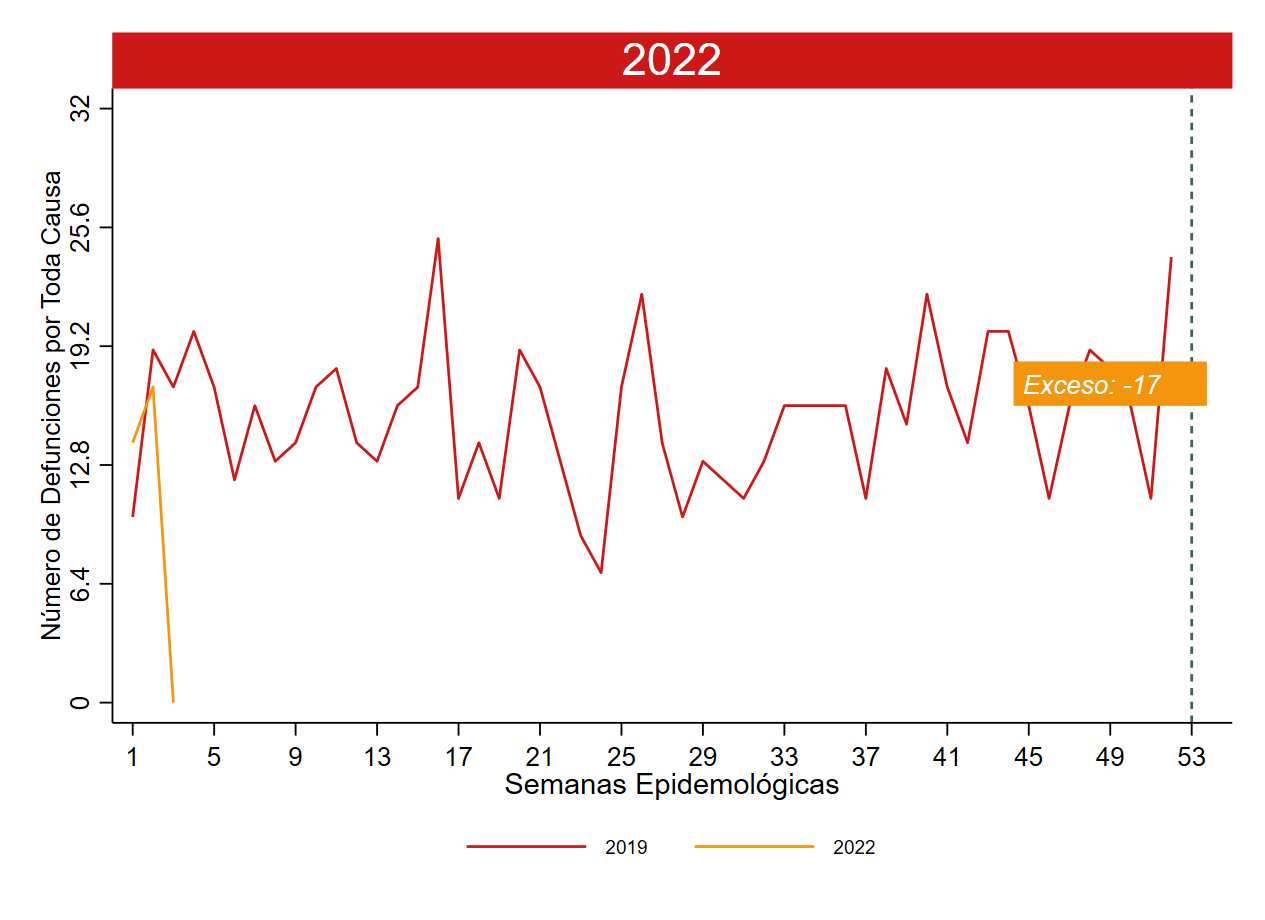 2022
Número de Defunciones por Toda Causa
32
25.6
19.2
12.8
6.4
0
Exceso: -17
1 5 9 13 17 21 25 29 33 37 41 45 49 53
Semanas Epidemológicas
2019 2022